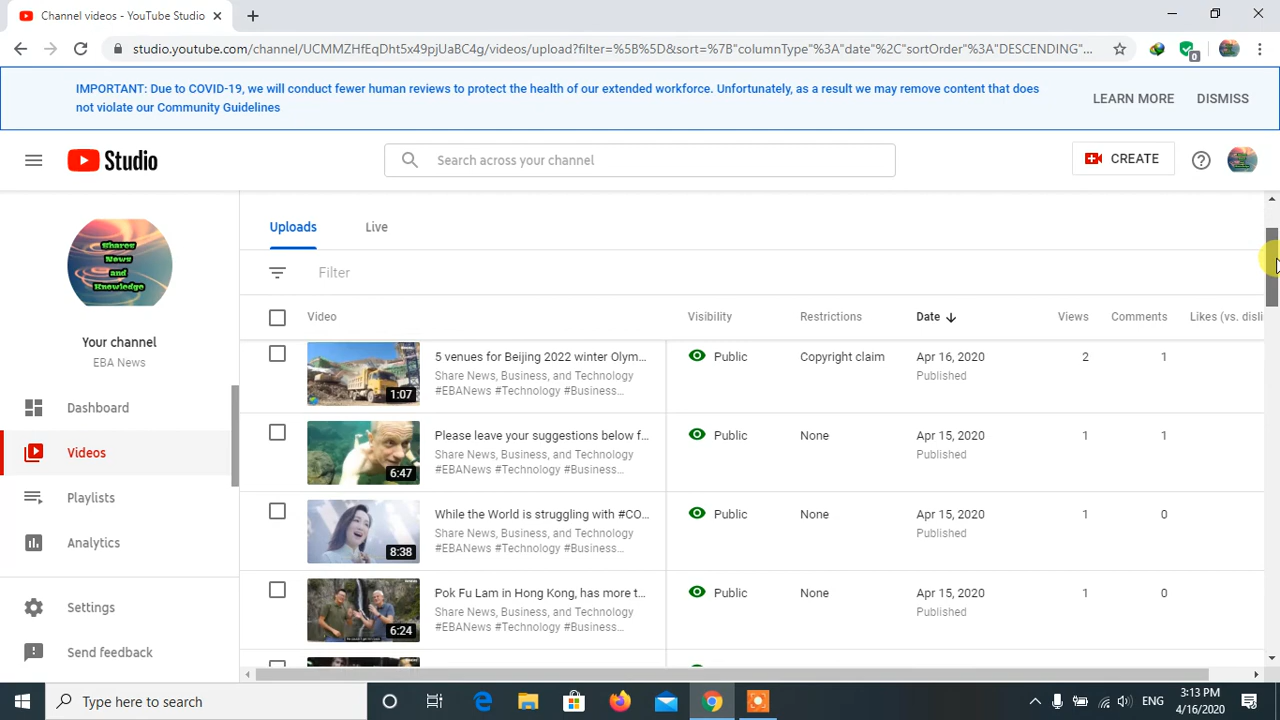 Channel videos - YouTube Studio
studio.youtube.com/channel/UCMMZHfEqDht5x49pjUaBC4g/videos/upload?filter=%5B%5D&sort=%7B"columnType"%3A"date"%2C"sortOrder"%3A"DESCENDING"...
0
IMPORTANT: Due to COVID-19, we will conduct fewer human reviews to protect the health of our extended workforce. Unfortunately, as a result we may remove content that does
not violate our Community Guidelines
LEARN MORE
DISMISS
Studio
Search across your channel
CREATE
Shares
News
and
Knowledge
Your channel
EBA News
Dashboard
Videos
Playlists
Analytics
Settings
Send feedback
Uploads
Live
Filter
Video Visibility Restrictions Date Views Comments Likes (vs. disli
5 venues for Beijing 2022 winter Olym... Public Copyright claim Apr 16, 2020 2 1
Share News, Business, and Technology Published
1:07 #EBANews #Technology #Business...
Please leave your suggestions below f... Public None Apr 15, 2020 1 1
Share News, Business, and Technology Published
6:47 #EBANews #Technology #Business...
While the World is struggling with #CO... Public None Apr 15, 2020 1 0
Share News, Business, and Technology Published
8:38 #EBANews #Technology #Business...
Pok Fu Lam in Hong Kong, has more t... Public None Apr 15, 2020 1 0
Share News, Business, and Technology Published
6:24 #EBANews #Technology #Business...
Type here to search
ENG
3:13 PM
4/16/2020